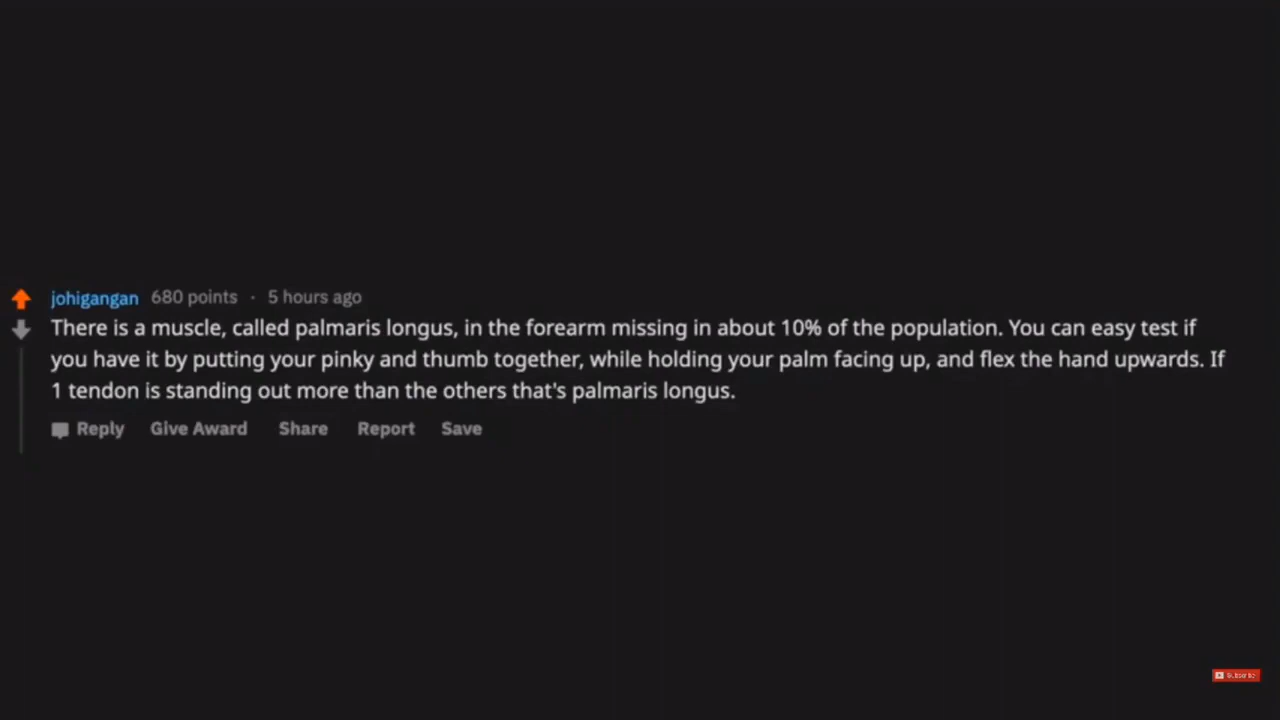 johigangan 680 points · 5 hours ago
There is a muscle, called palmaris longus, in the forearm missing in about 10% of the population. You can easy test if
you have it by putting your pinky and thumb together, while holding your palm facing up, and flex the hand upwards. If
1 tendon is standing out more than the others that's palmaris longus.
Reply Give Award Share Report Save